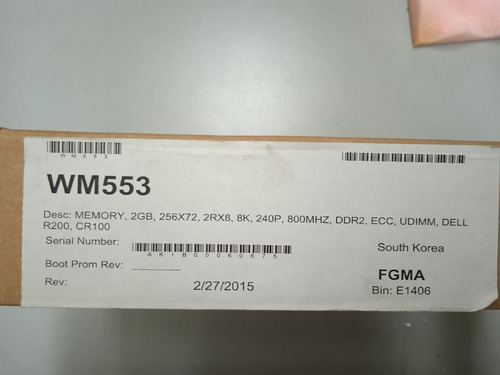 WM553
WM553
Desc: MEMORY, 2GB, 256X72, 2RX8, 8K, 240P, 800MHZ, DDR2, ECC, UDIMM, DELL
R200, CR100
Serial Number:
AKIB00060675
South Korea
Boot Prom Rev:
FGMA
Rev: 2/27/2015
Bin: E1406